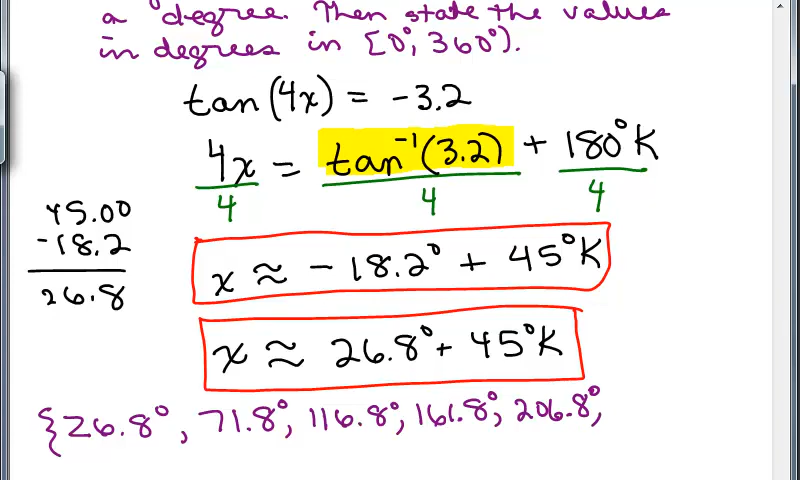 a degree. Then state the values
in degrees in [0°, 360°).
tan(4x) = -3.2
4x = tan⁻¹(3.2) + 180°K
4 4 4
45.00
-18.2
26.8
x ≈ -18.2° + 45°K
x ≈ 26.8° + 45°K
{26.8°, 71.8°, 116.8°, 161.8°, 206.8°,